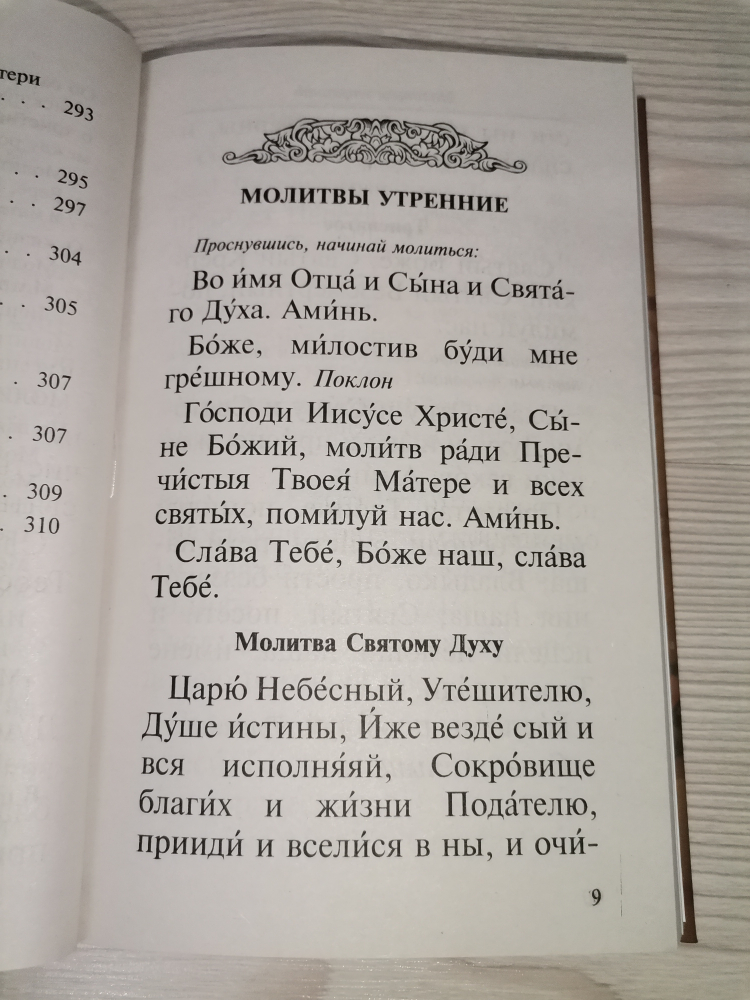 тери
. . . 293
. . 295
. . 297
. . 304
. . 305
. 307
. 307
. 309
. 310
МОЛИТВЫ УТРЕННИЕ
Проснувшись, начинай молиться:
Во и́мя Отца́ и Сы́на и Свята́-
го Ду́ха. Ами́нь.
Бо́же, ми́лостив бу́ди мне
гре́шному. Поклон
Го́споди Иису́се Христе́, Сы́-
не Бо́жий, моли́тв ра́ди Пре-
чи́стыя Твоея́ Ма́тере и всех
святы́х, поми́луй нас. Ами́нь.
Сла́ва Тебе́, Бо́же наш, сла́ва
Тебе́.
Молитва Святому Духу
Царю́ Небе́сный, Уте́шителю,
Ду́ше и́стины, И́же везде́ сый и
вся исполня́яй, Сокро́вище
благи́х и жи́зни Пода́телю,
прииди́ и всели́ся в ны, и очи́-
9